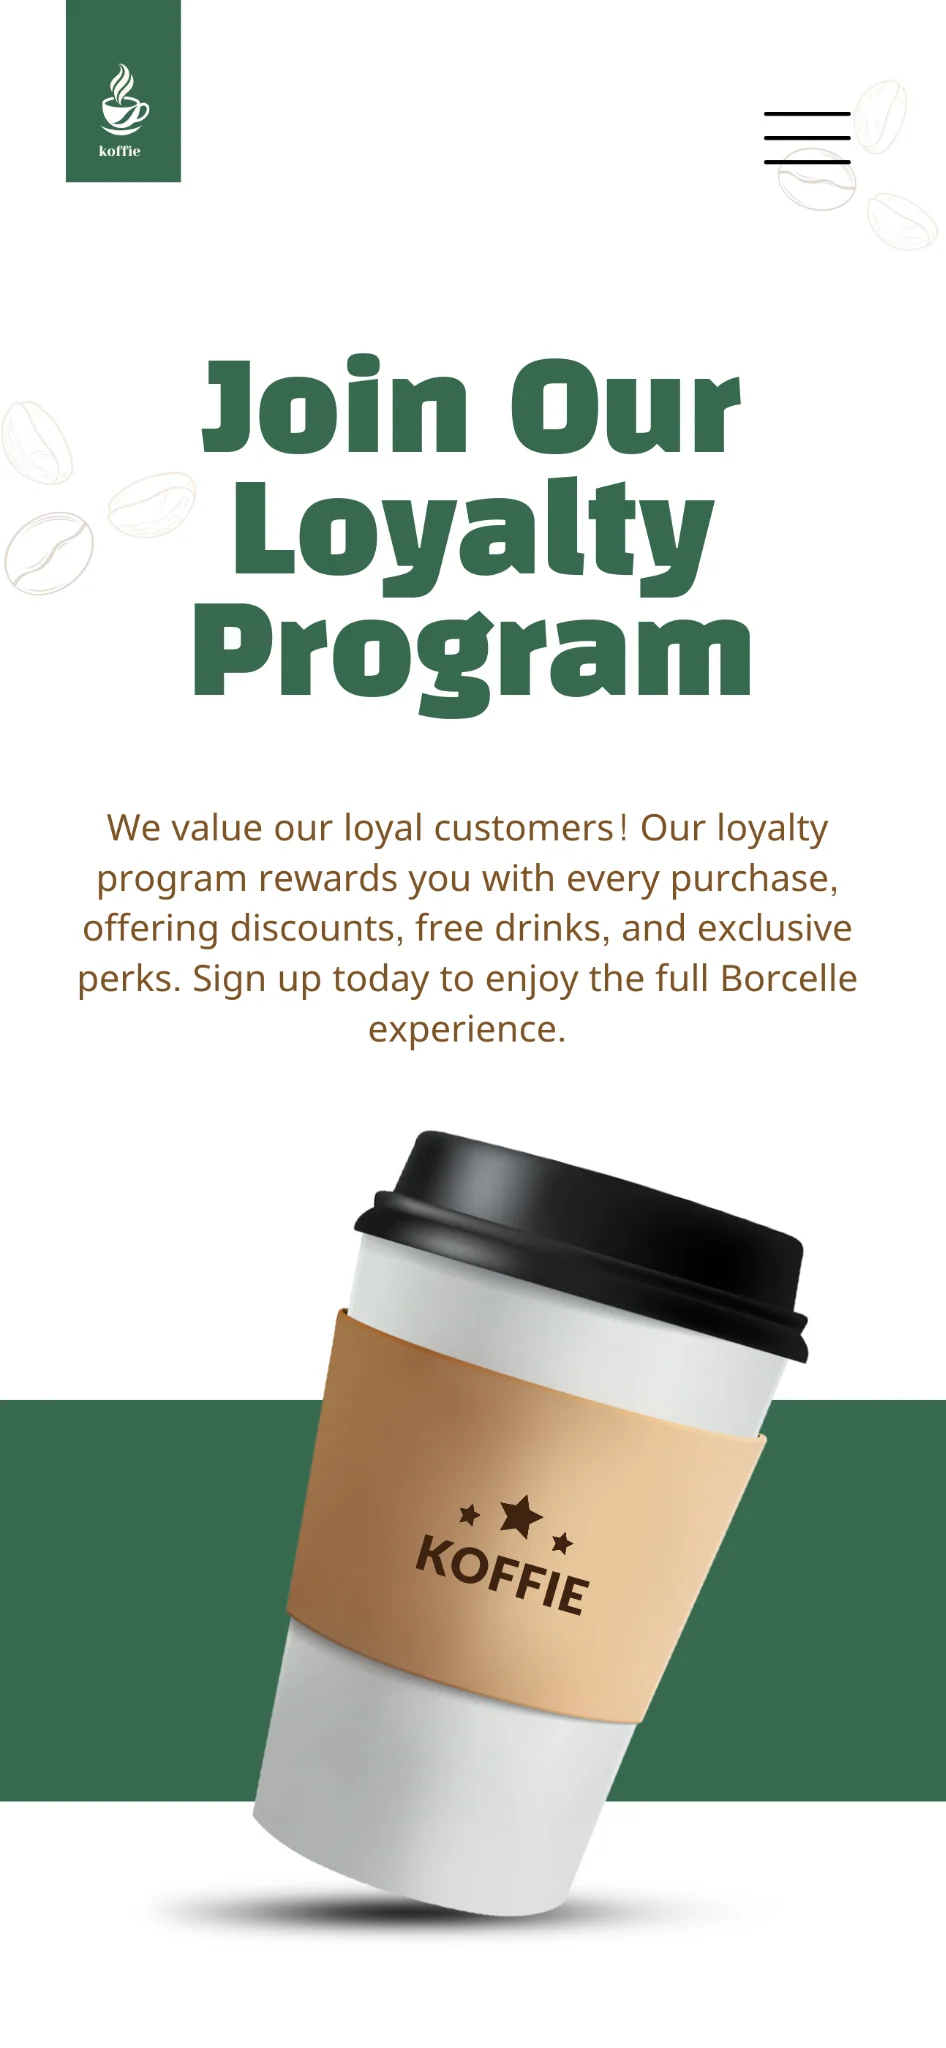 koffie
Join Our
Loyalty
Program
We value our loyal customers! Our loyalty
program rewards you with every purchase,
offering discounts, free drinks, and exclusive
perks. Sign up today to enjoy the full Borcelle
experience.
KOFFIE